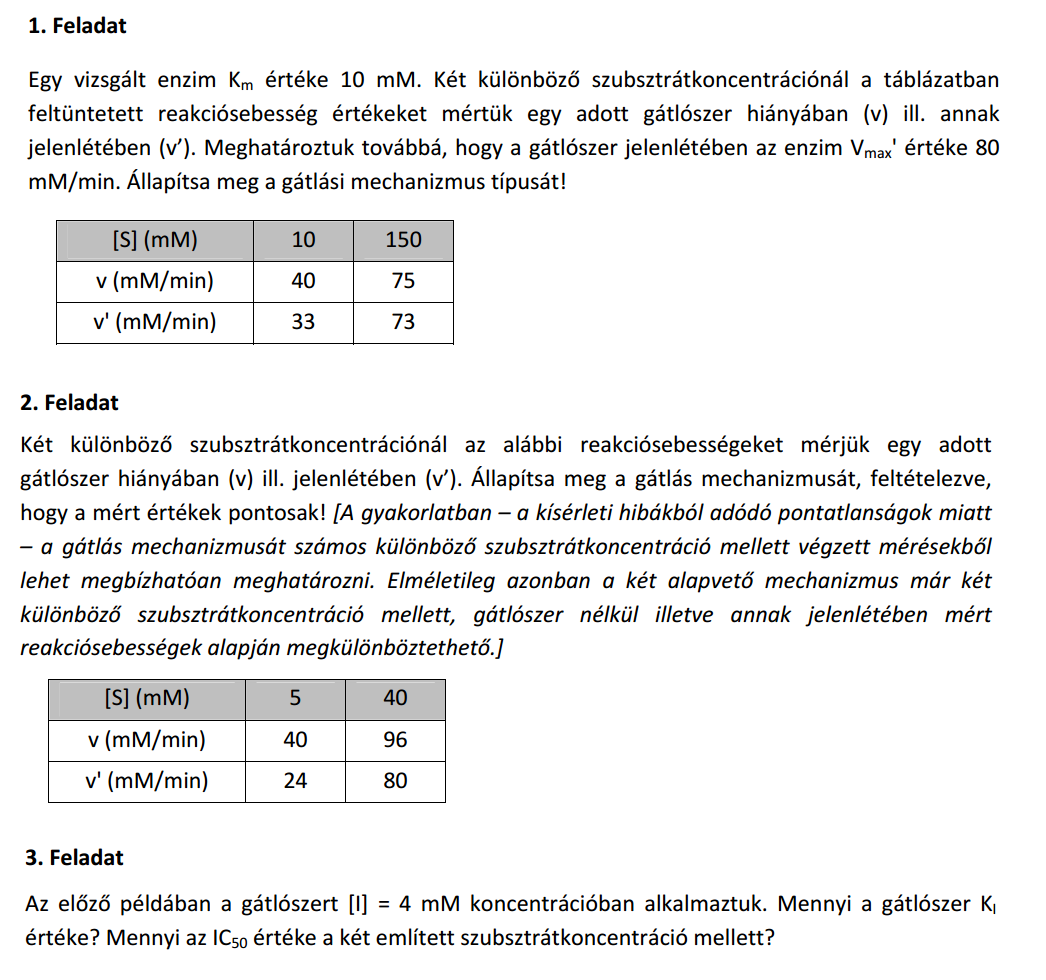 1. Feladat
Egy vizsgált enzim Km értéke 10 mM. Két különböző szubsztrátkoncentrációnál a táblázatban
feltüntetett reakciósebesség értékeket mértük egy adott gátlószer hiányában (v) ill. annak
jelenlétében (v’). Meghatároztuk továbbá, hogy a gátlószer jelenlétében az enzim Vmax' értéke 80
mM/min. Állapítsa meg a gátlási mechanizmus típusát!
[S] (mM) 10 150
v (mM/min) 40 75
v' (mM/min) 33 73
2. Feladat
Két különböző szubsztrátkoncentrációnál az alábbi reakciósebességeket mérjük egy adott
gátlószer hiányában (v) ill. jelenlétében (v’). Állapítsa meg a gátlás mechanizmusát, feltételezve,
hogy a mért értékek pontosak! [A gyakorlatban – a kísérleti hibákból adódó pontatlanságok miatt
– a gátlás mechanizmusát számos különböző szubsztrátkoncentráció mellett végzett mérésekből
lehet megbízhatóan meghatározni. Elméletileg azonban a két alapvető mechanizmus már két
különböző szubsztrátkoncentráció mellett, gátlószer nélkül illetve annak jelenlétében mért
reakciósebességek alapján megkülönböztethető.]
[S] (mM) 5 40
v (mM/min) 40 96
v' (mM/min) 24 80
3. Feladat
Az előző példában a gátlószert [I] = 4 mM koncentrációban alkalmaztuk. Mennyi a gátlószer KI
értéke? Mennyi az IC50 értéke a két említett szubsztrátkoncentráció mellett?